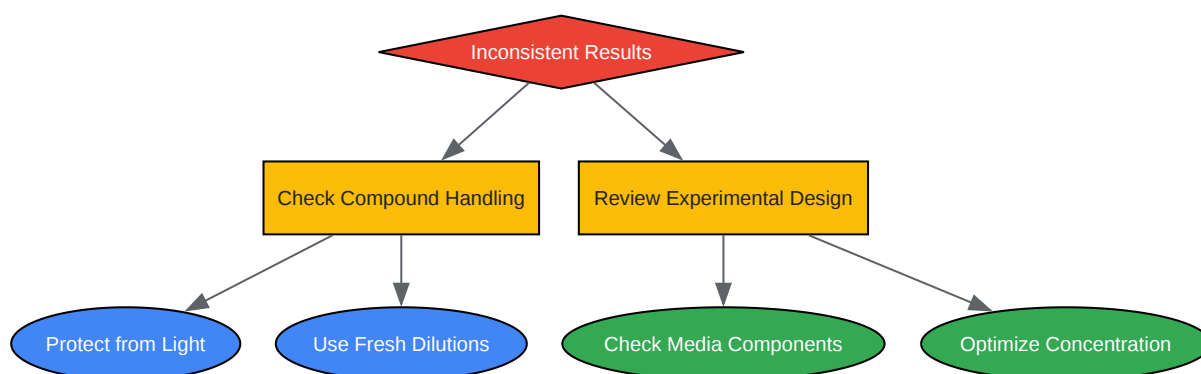 Inconsistent Results
Check Compound Handling
Review Experimental Design
Protect from Light
Use Fresh Dilutions
Check Media Components
Optimize Concentration